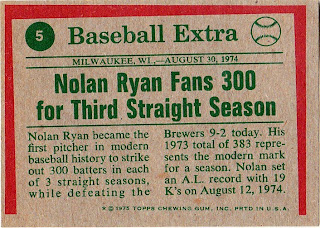 5
Baseball Extra
MILWAUKEE, WI.,—AUGUST 30, 1974
Nolan Ryan Fans 300
for Third Straight Season
Nolan Ryan became the
first pitcher in modern
baseball history to strike
out 300 batters in each
of 3 straight seasons,
while defeating the
Brewers 9-2 today. His
1973 total of 383 repre-
sents the modern mark
for a season. Nolan set
an A.L. record with 19
K's on August 12, 1974.
* © 1975 TOPPS CHEWING GUM, INC. PRTD IN U.S.A.